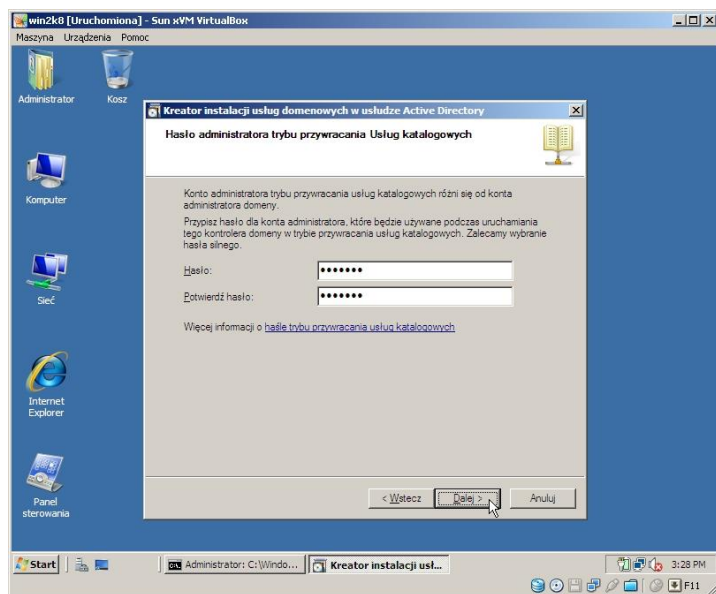 win2k8 [Uruchomiona] - Sun xVM VirtualBox
Maszyna Urządzenia Pomoc
Administrator
Kosz
Komputer
Sieć
Internet
Explorer
Panel
sterowania
Kreator instalacji usług domenowych w usłudze Active Directory
Hasło administratora trybu przywracania Usług katalogowych
Konto administratora trybu przywracania usług katalogowych różni się od konta
administratora domeny.
Przypisz hasło dla konta administratora, które będzie używane podczas uruchamiania
tego kontrolera domeny w trybie przywracania usług katalogowych. Zalecamy wybranie
hasła silnego.
Hasło: •••••••
Potwierdź hasło: •••••••
Więcej informacji o haśle trybu przywracania usług katalogowych
< Wstecz Dalej > Anuluj
Start Administrator: C:\Windo... Kreator instalacji usł... 3:28 PM
F11